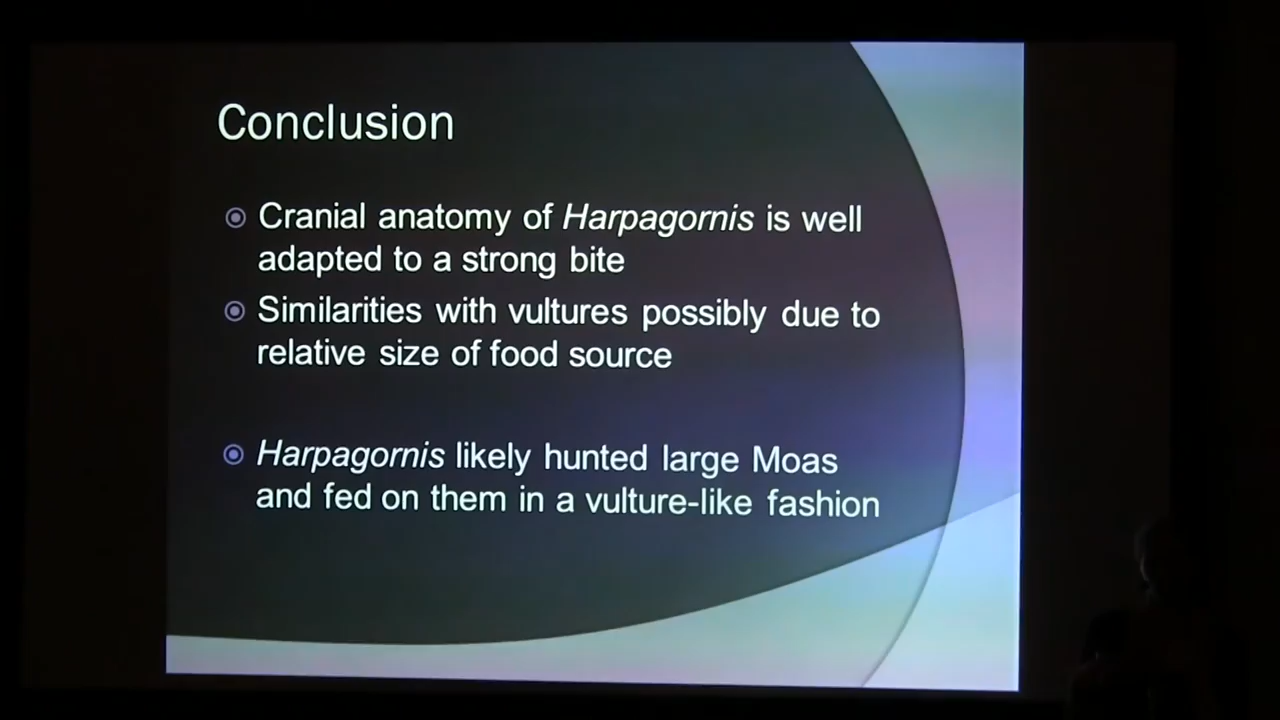 Conclusion
Cranial anatomy of Harpagornis is well
adapted to a strong bite
Similarities with vultures possibly due to
relative size of food source
Harpagornis likely hunted large Moas
and fed on them in a vulture-like fashion